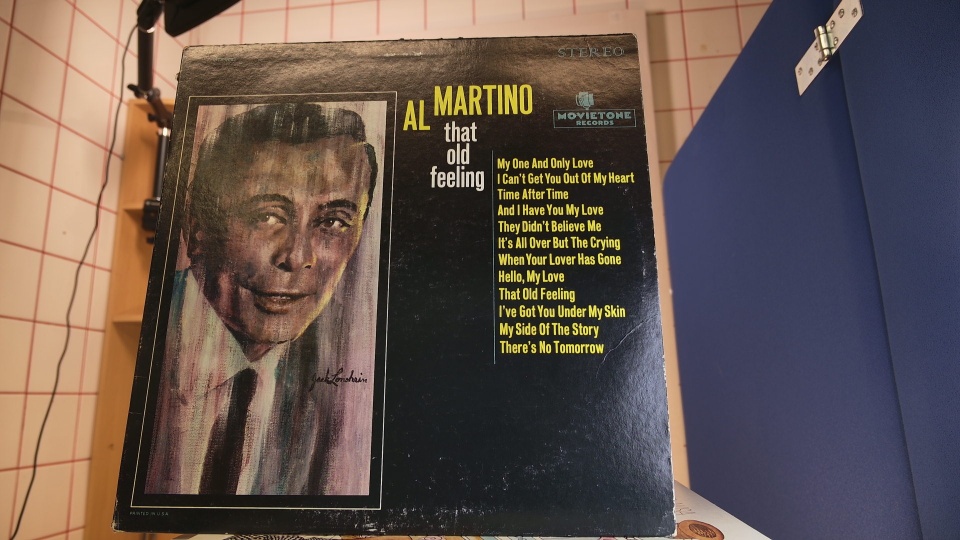 STEREO
AL MARTINO
that
old
feeling
MOVIETONE
RECORDS
My One And Only Love
I Can't Get You Out Of My Heart
Time After Time
And I Have You My Love
They Didn't Believe Me
It's All Over But The Crying
When Your Lover Has Gone
Hello, My Love
That Old Feeling
I've Got You Under My Skin
My Side Of The Story
There's No Tomorrow
PRINTED IN U.S.A.